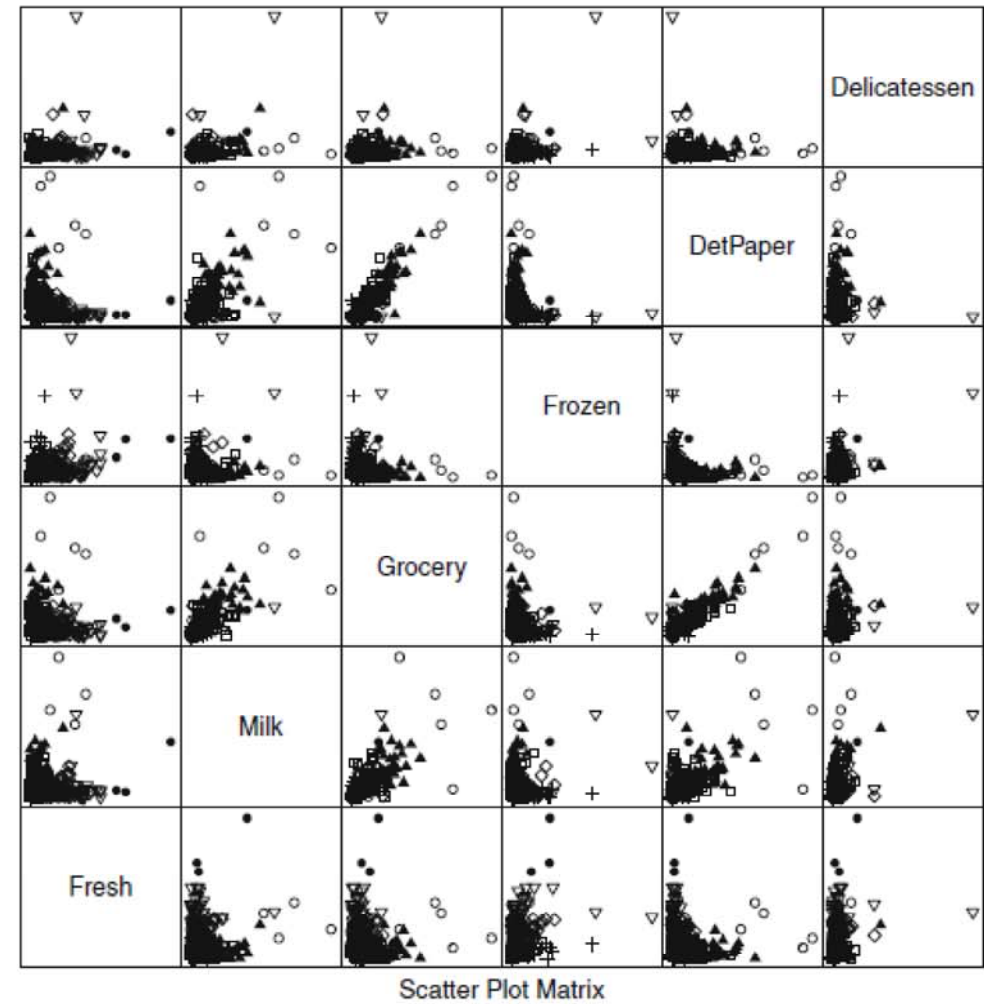 Delicatessen
DetPaper
Frozen
Grocery
Milk
Fresh
Scatter Plot Matrix